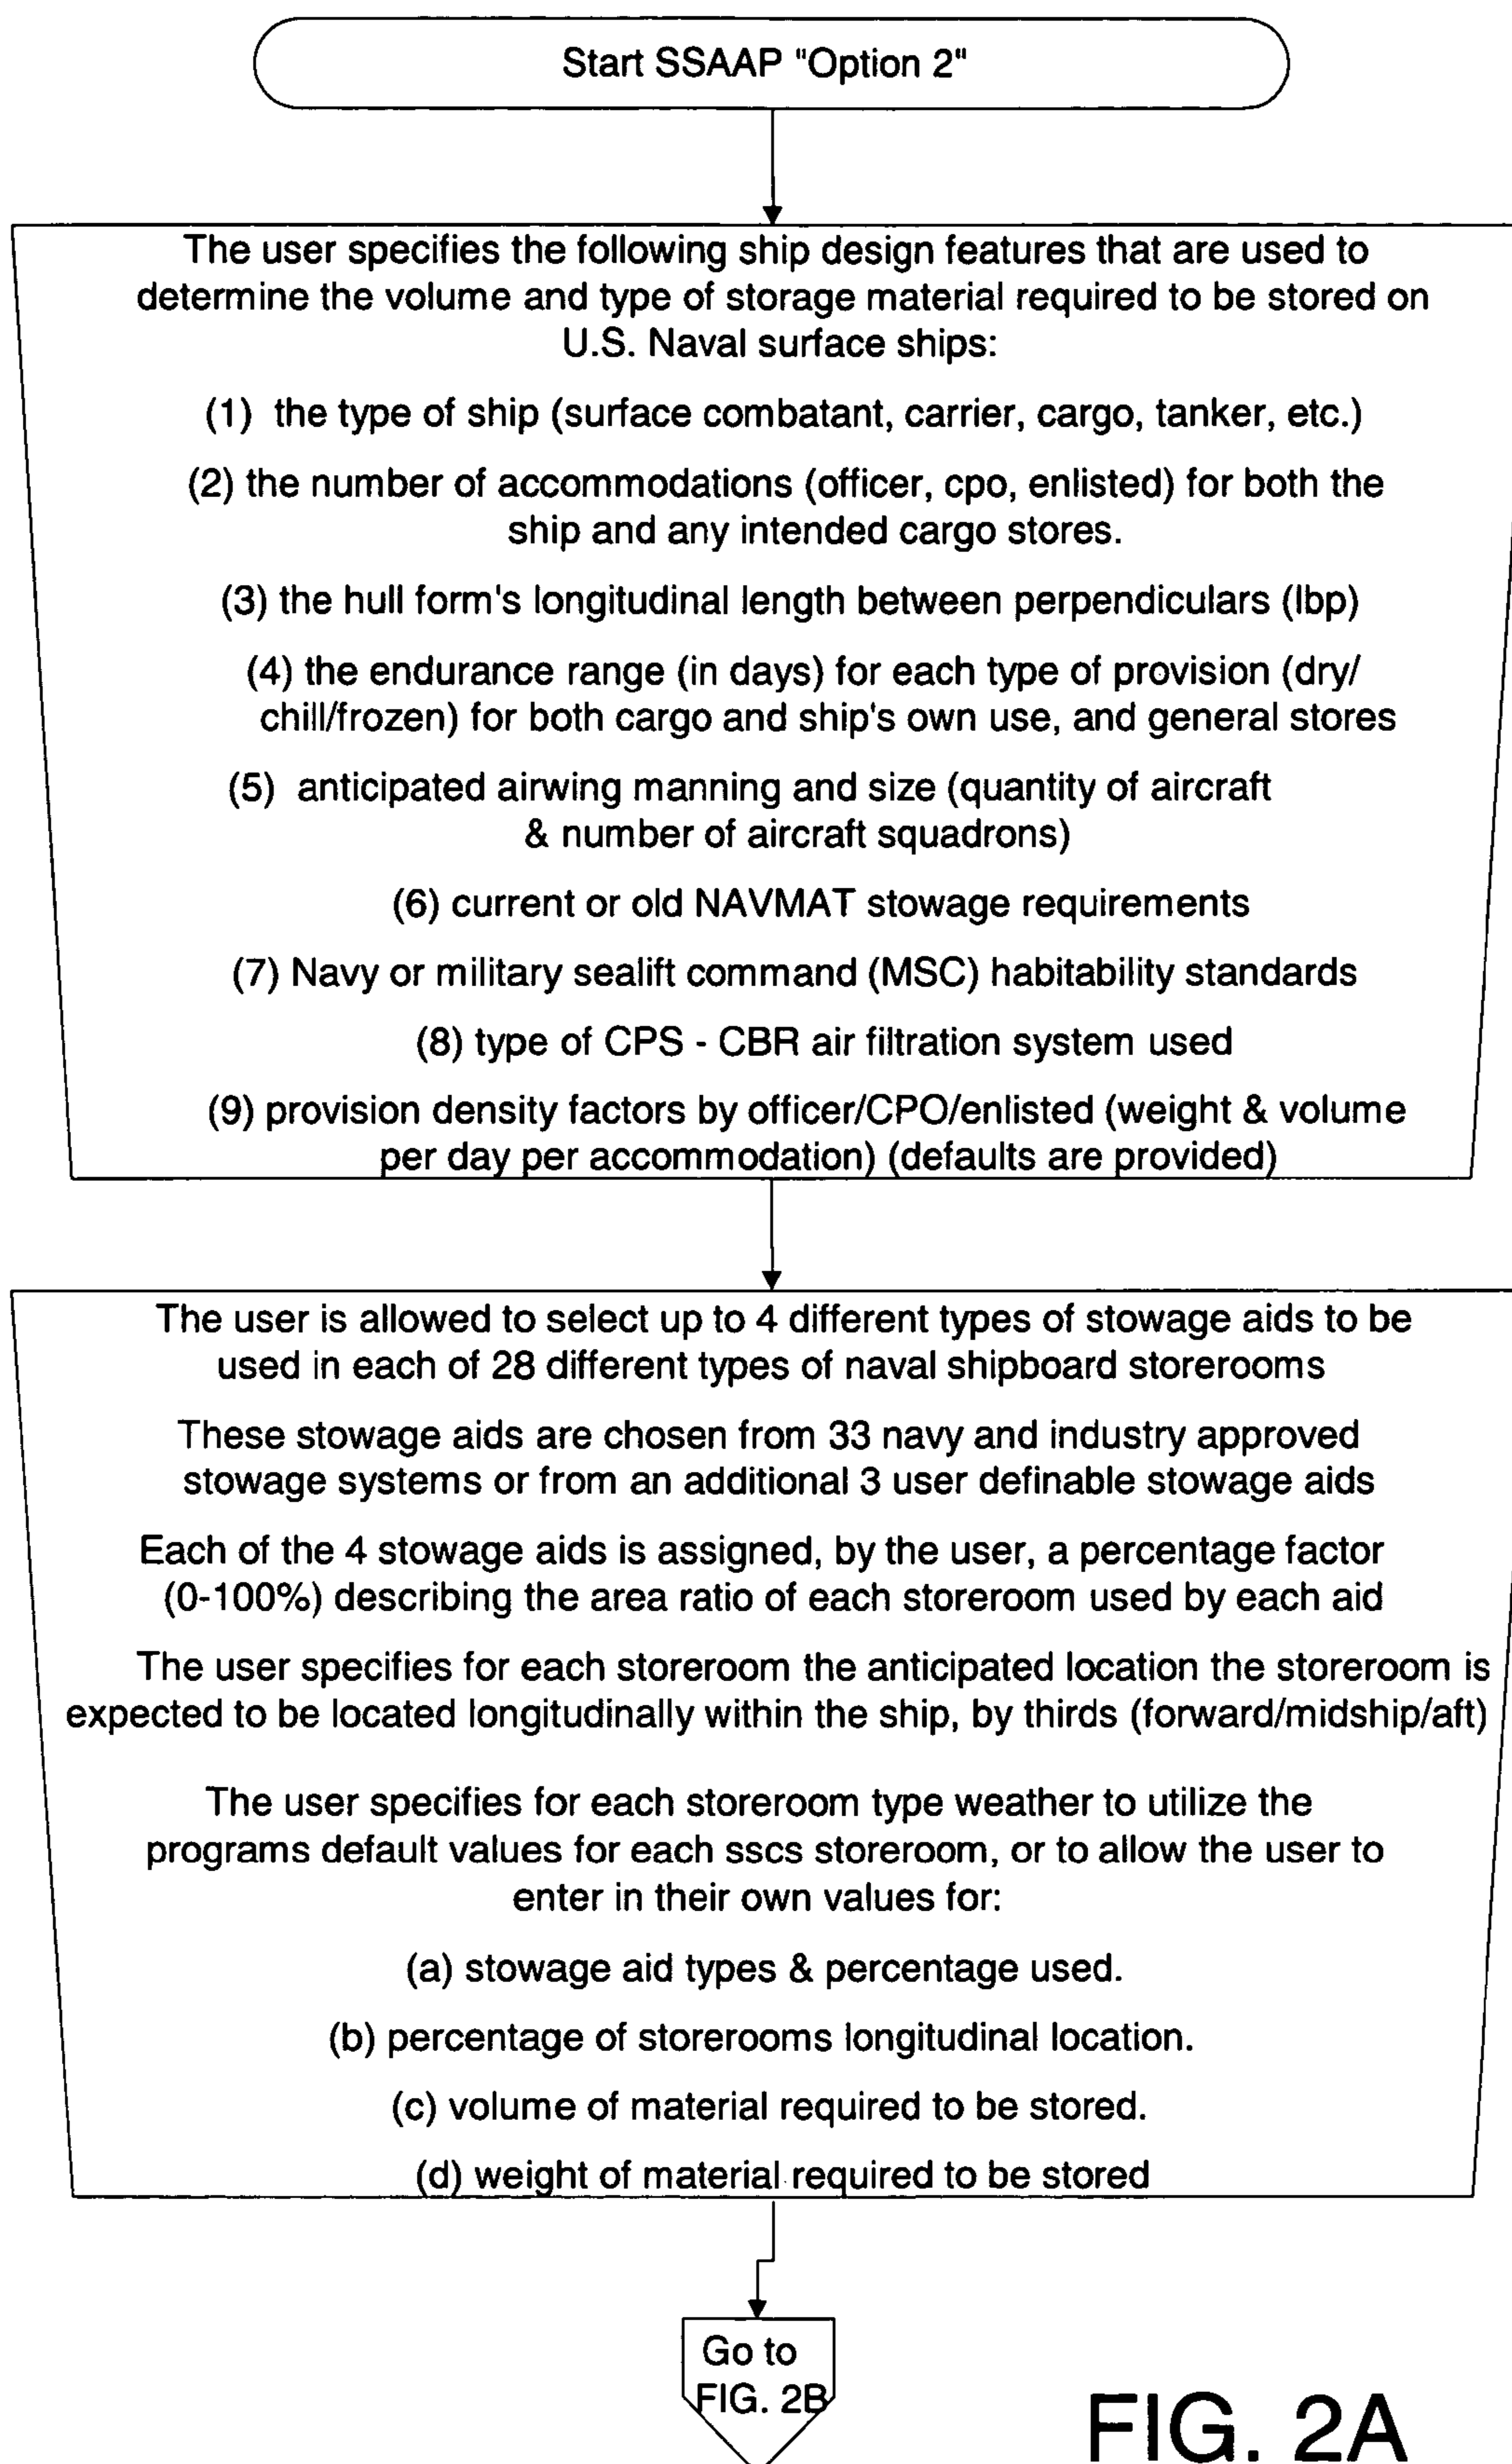 Start SSAAP "Option 2"
The user specifies the following ship design features that are used to
determine the volume and type of storage material required to be stored on
U.S. Naval surface ships:
(1) the type of ship (surface combatant, carrier, cargo, tanker, etc.)
(2) the number of accommodations (officer, cpo, enlisted) for both the
ship and any intended cargo stores.
(3) the hull form's longitudinal length between perpendiculars (lbp)
(4) the endurance range (in days) for each type of provision (dry/
chill/frozen) for both cargo and ship's own use, and general stores
(5) anticipated airwing manning and size (quantity of aircraft
& number of aircraft squadrons)
(6) current or old NAVMAT stowage requirements
(7) Navy or military sealift command (MSC) habitability standards
(8) type of CPS - CBR air filtration system used
(9) provision density factors by officer/CPO/enlisted (weight & volume
per day per accommodation) (defaults are provided)
The user is allowed to select up to 4 different types of stowage aids to be
used in each of 28 different types of naval shipboard storerooms
These stowage aids are chosen from 33 navy and industry approved
stowage systems or from an additional 3 user definable stowage aids
Each of the 4 stowage aids is assigned, by the user, a percentage factor
(0-100%) describing the area ratio of each storeroom used by each aid
The user specifies for each storeroom the anticipated location the storeroom is
expected to be located longitudinally within the ship, by thirds (forward/midship/aft)
The user specifies for each storeroom type weather to utilize the
programs default values for each sscs storeroom, or to allow the user to
enter in their own values for:
(a) stowage aid types & percentage used.
(b) percentage of storerooms longitudinal location.
(c) volume of material required to be stored.
(d) weight of material required to be stored
Go to
FIG. 2B
FIG. 2A